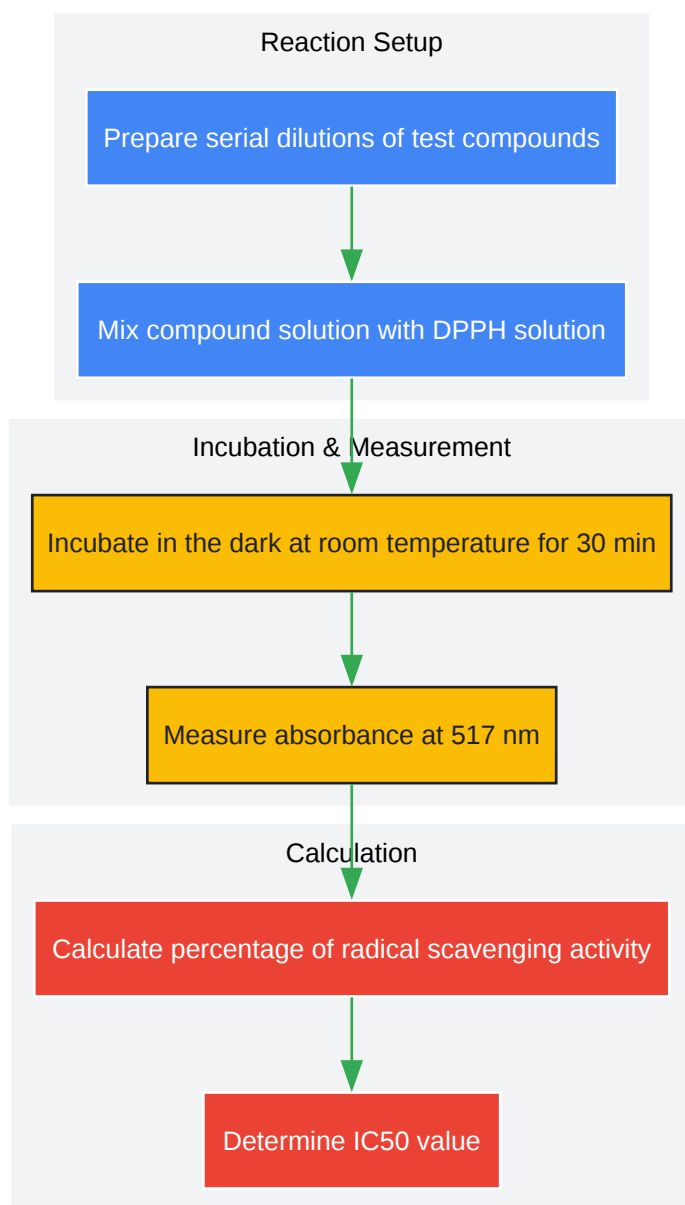 Reaction Setup
Prepare serial dilutions of test compounds
Mix compound solution with DPPH solution
Incubation & Measurement
Incubate in the dark at room temperature for 30 min
Measure absorbance at 517 nm
Calculation
Calculate percentage of radical scavenging activity
Determine IC50 value